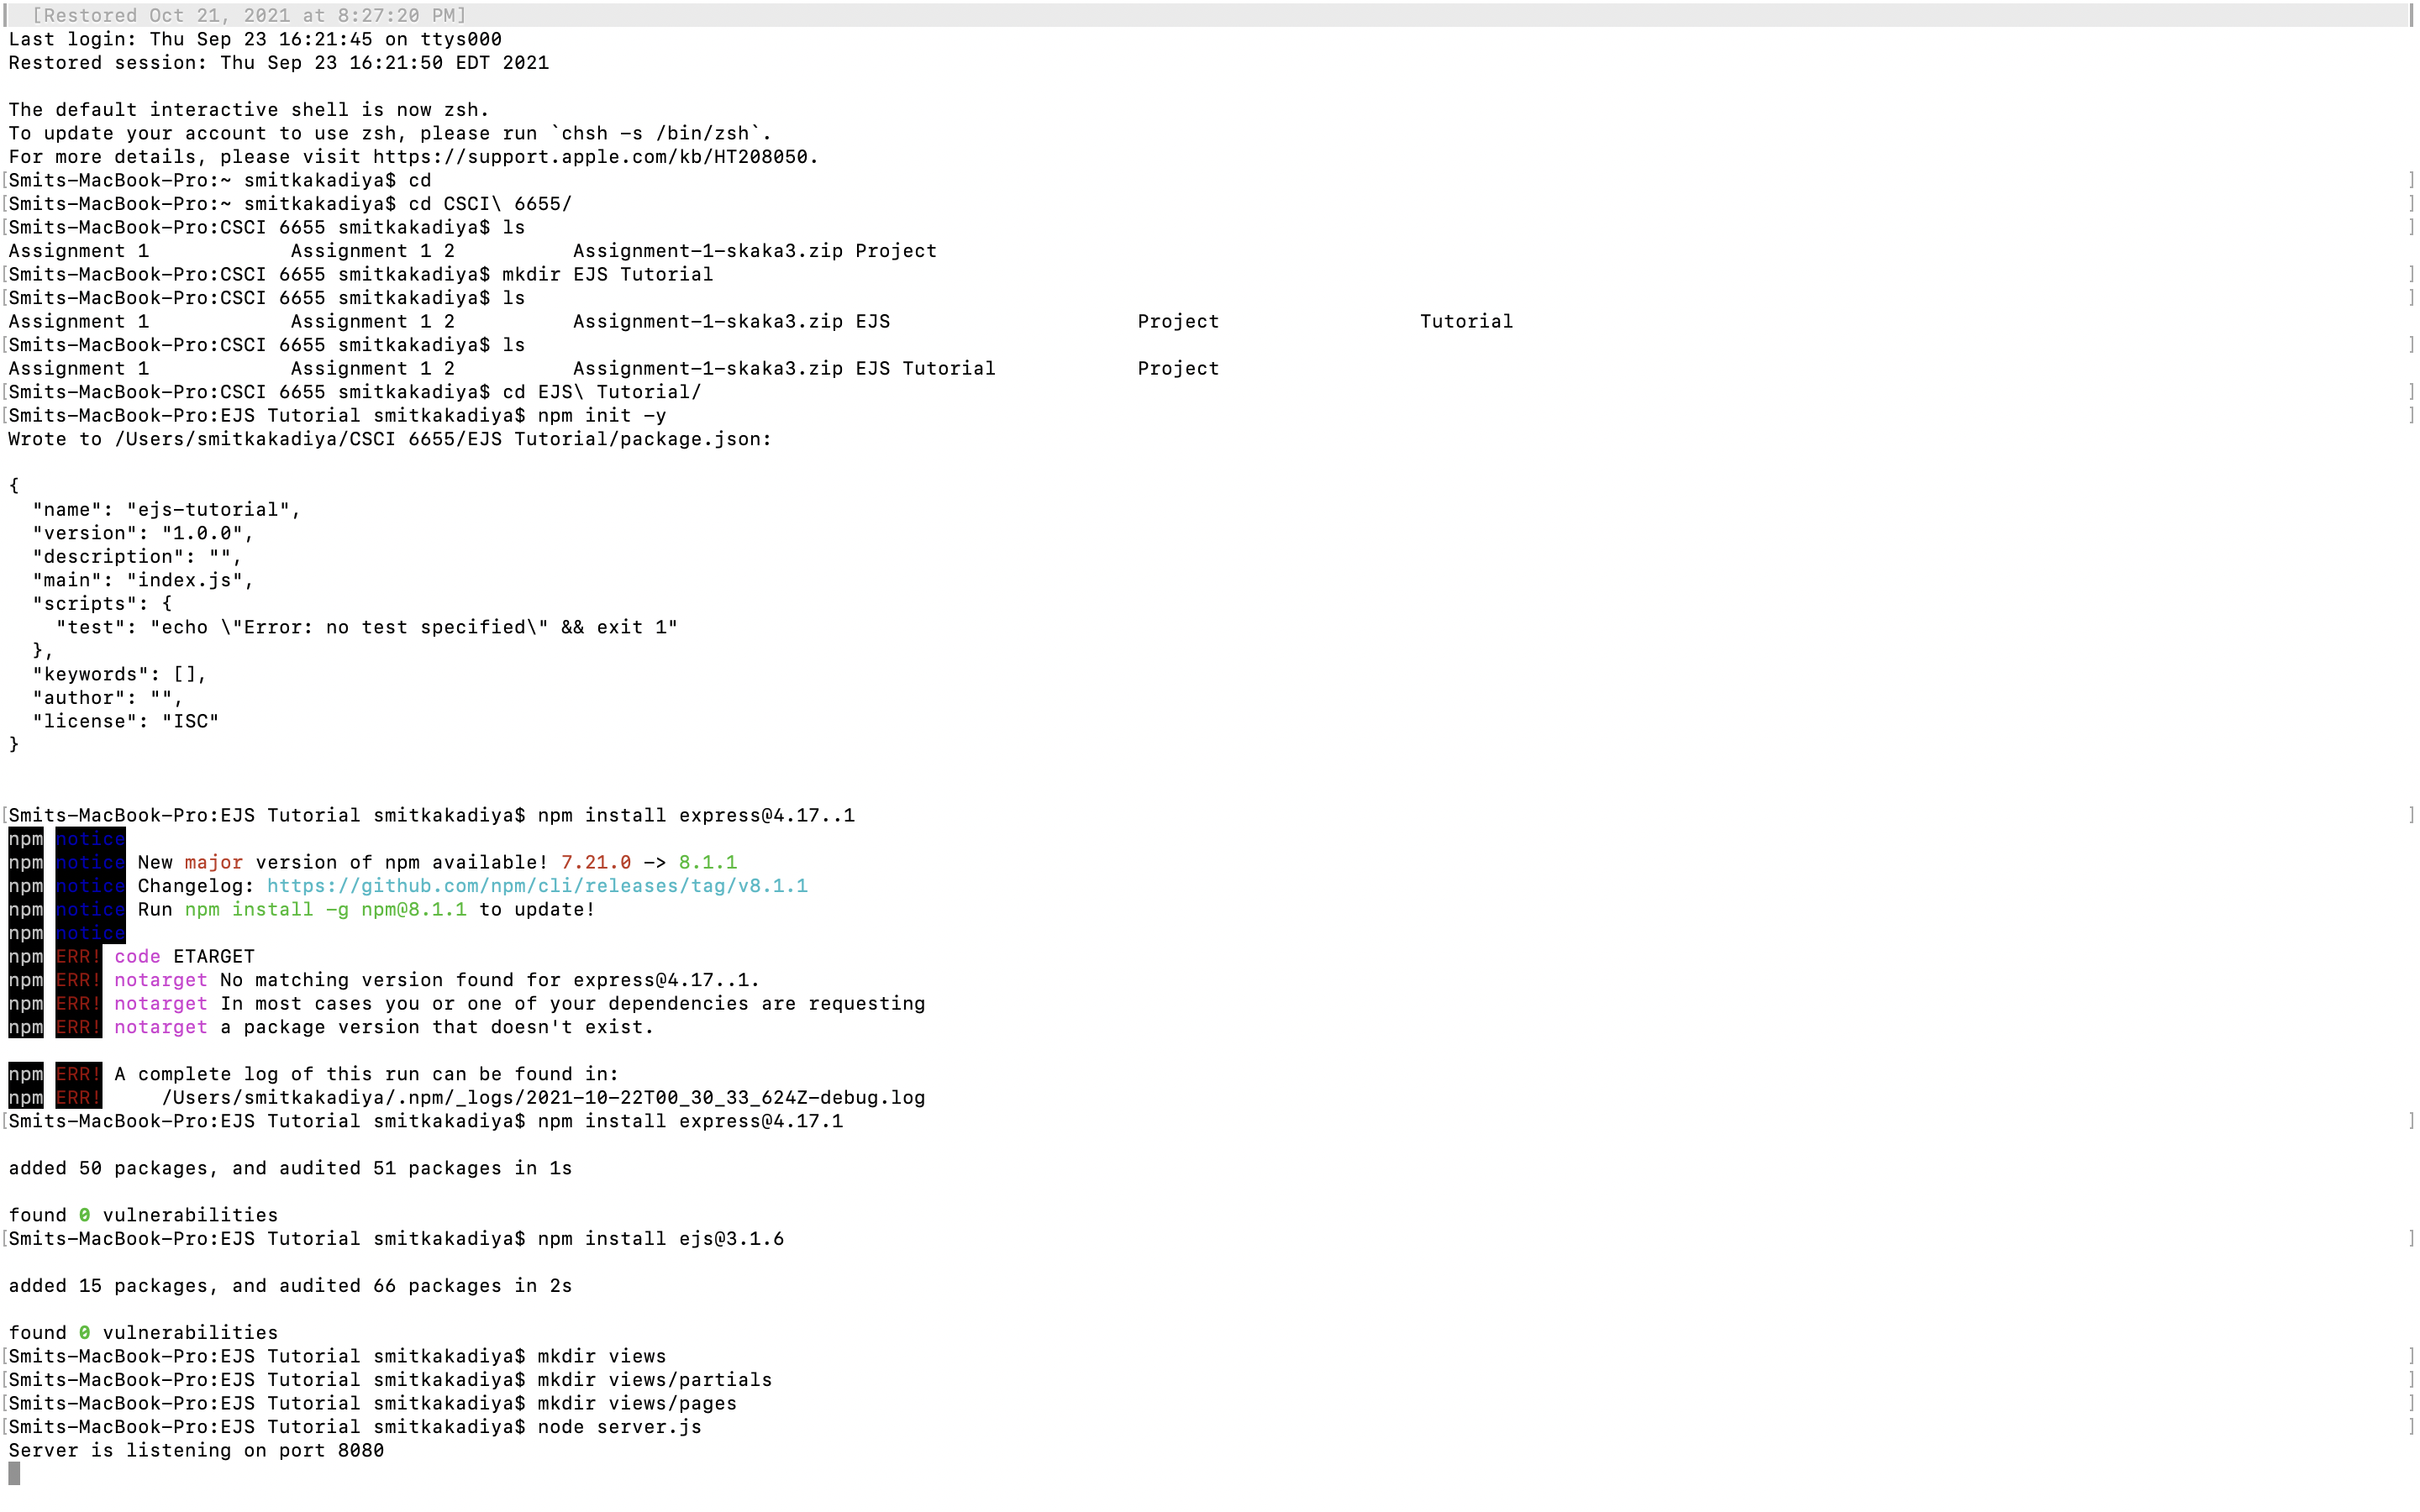 [Restored Oct 21, 2021 at 8:27:20 PM]
Last login: Thu Sep 23 16:21:45 on ttys000
Restored session: Thu Sep 23 16:21:50 EDT 2021
The default interactive shell is now zsh.
To update your account to use zsh, please run `chsh -s /bin/zsh`.
For more details, please visit https://support.apple.com/kb/HT208050.
[Smits-MacBook-Pro:~ smitkakadiya$ cd ]
[Smits-MacBook-Pro:~ smitkakadiya$ cd CSCI\ 6655/ ]
[Smits-MacBook-Pro:CSCI 6655 smitkakadiya$ ls ]
Assignment 1 Assignment 1 2 Assignment-1-skaka3.zip Project
[Smits-MacBook-Pro:CSCI 6655 smitkakadiya$ mkdir EJS Tutorial ]
[Smits-MacBook-Pro:CSCI 6655 smitkakadiya$ ls ]
Assignment 1 Assignment 1 2 Assignment-1-skaka3.zip EJS Project Tutorial
[Smits-MacBook-Pro:CSCI 6655 smitkakadiya$ ls ]
Assignment 1 Assignment 1 2 Assignment-1-skaka3.zip EJS Tutorial Project
[Smits-MacBook-Pro:CSCI 6655 smitkakadiya$ cd EJS\ Tutorial/ ]
[Smits-MacBook-Pro:EJS Tutorial smitkakadiya$ npm init -y ]
Wrote to /Users/smitkakadiya/CSCI 6655/EJS Tutorial/package.json:
{
"name": "ejs-tutorial",
"version": "1.0.0",
"description": "",
"main": "index.js",
"scripts": {
"test": "echo \"Error: no test specified\" && exit 1"
},
"keywords": [],
"author": "",
"license": "ISC"
}
[Smits-MacBook-Pro:EJS Tutorial smitkakadiya$ npm install express@4.17..1 ]
npm notice
npm notice New major version of npm available! 7.21.0 -> 8.1.1
npm notice Changelog: https://github.com/npm/cli/releases/tag/v8.1.1
npm notice Run npm install -g npm@8.1.1 to update!
npm notice
npm ERR! code ETARGET
npm ERR! notarget No matching version found for express@4.17..1.
npm ERR! notarget In most cases you or one of your dependencies are requesting
npm ERR! notarget a package version that doesn't exist.
npm ERR! A complete log of this run can be found in:
npm ERR! /Users/smitkakadiya/.npm/_logs/2021-10-22T00_30_33_624Z-debug.log
[Smits-MacBook-Pro:EJS Tutorial smitkakadiya$ npm install express@4.17.1 ]
added 50 packages, and audited 51 packages in 1s
found 0 vulnerabilities
[Smits-MacBook-Pro:EJS Tutorial smitkakadiya$ npm install ejs@3.1.6 ]
added 15 packages, and audited 66 packages in 2s
found 0 vulnerabilities
[Smits-MacBook-Pro:EJS Tutorial smitkakadiya$ mkdir views ]
[Smits-MacBook-Pro:EJS Tutorial smitkakadiya$ mkdir views/partials ]
[Smits-MacBook-Pro:EJS Tutorial smitkakadiya$ mkdir views/pages ]
[Smits-MacBook-Pro:EJS Tutorial smitkakadiya$ node server.js ]
Server is listening on port 8080